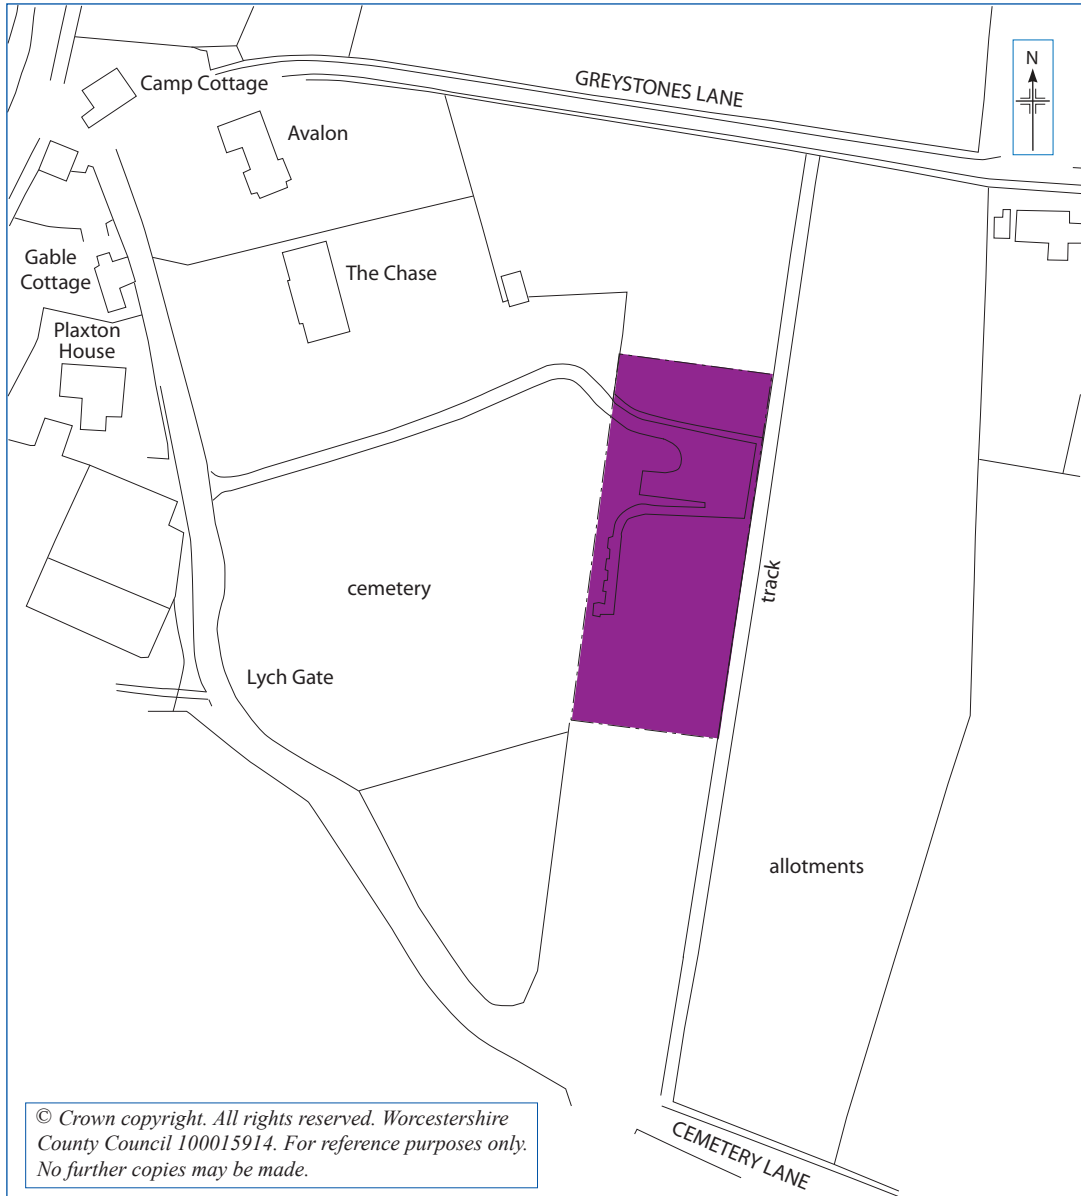 GREYSTONES LANE
N
Camp Cottage
Avalon
Gable
Cottage
The Chase
Plaxton
House
cemetery
track
Lych Gate
allotments
© Crown copyright. All rights reserved. Worcestershire
County Council 100015914. For reference purposes only.
No further copies may be made.
CEMETERY LANE